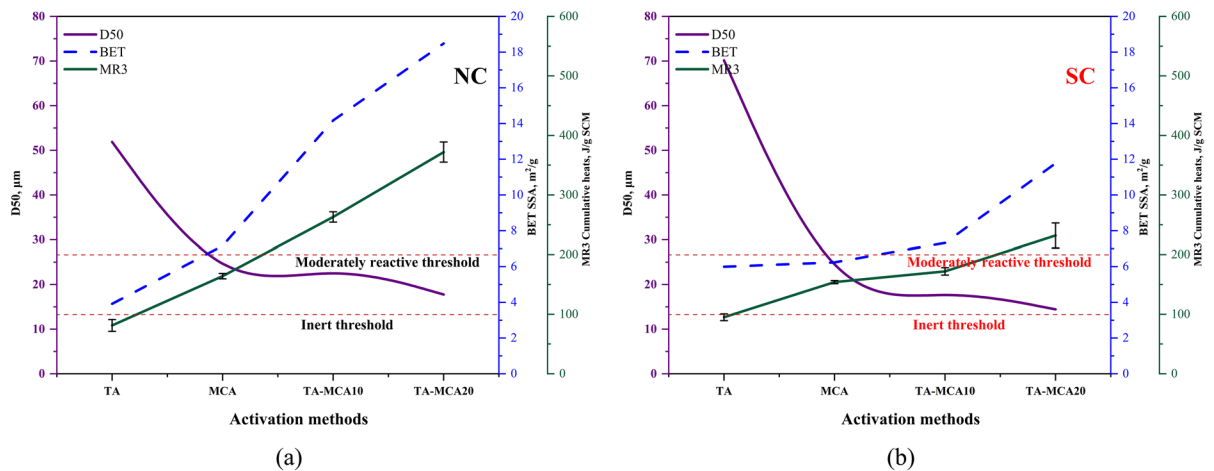 80
70
60
50
40
30
20
10
0
D50, μm
D50
BET
MR3
NC
Moderately reactive threshold
Inert threshold
TA
MCA
TA-MCA10
TA-MCA20
Activation methods
20
18
16
14
12
10
8
6
4
2
0
BET SSA, m²/g
600
500
400
300
200
100
0
MR3 Cumulative heats, J/g SCM
(a)
80
70
60
50
40
30
20
10
0
D50, μm
D50
BET
MR3
SC
Moderately reactive threshold
Inert threshold
TA
MCA
TA-MCA10
TA-MCA20
Activation methods
20
18
16
14
12
10
8
6
4
2
0
BET SSA, m²/g
600
500
400
300
200
100
0
MR3 Cumulative heats, J/g SCM
(b)